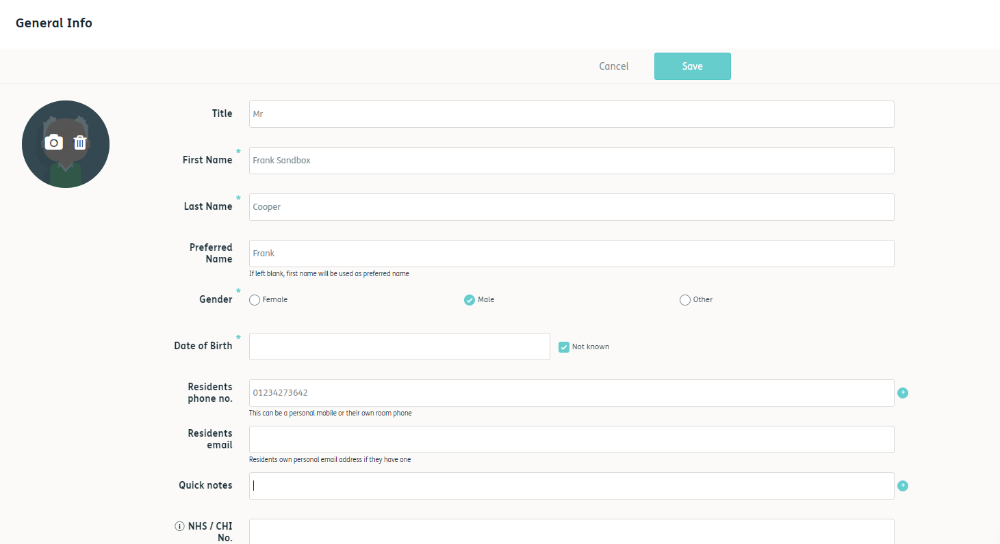 General Info
Cancel Save
Title Mr
First Name * Frank Sandbox
Last Name * Cooper
Preferred
Name Frank
If left blank, first name will be used as preferred name
Gender * Female Male Other
Date of Birth * Not known
Residents
phone no. 01234273642
This can be a personal mobile or their own room phone
Residents
email
Residents own personal email address if they have one
Quick notes
NHS / CHI
No.